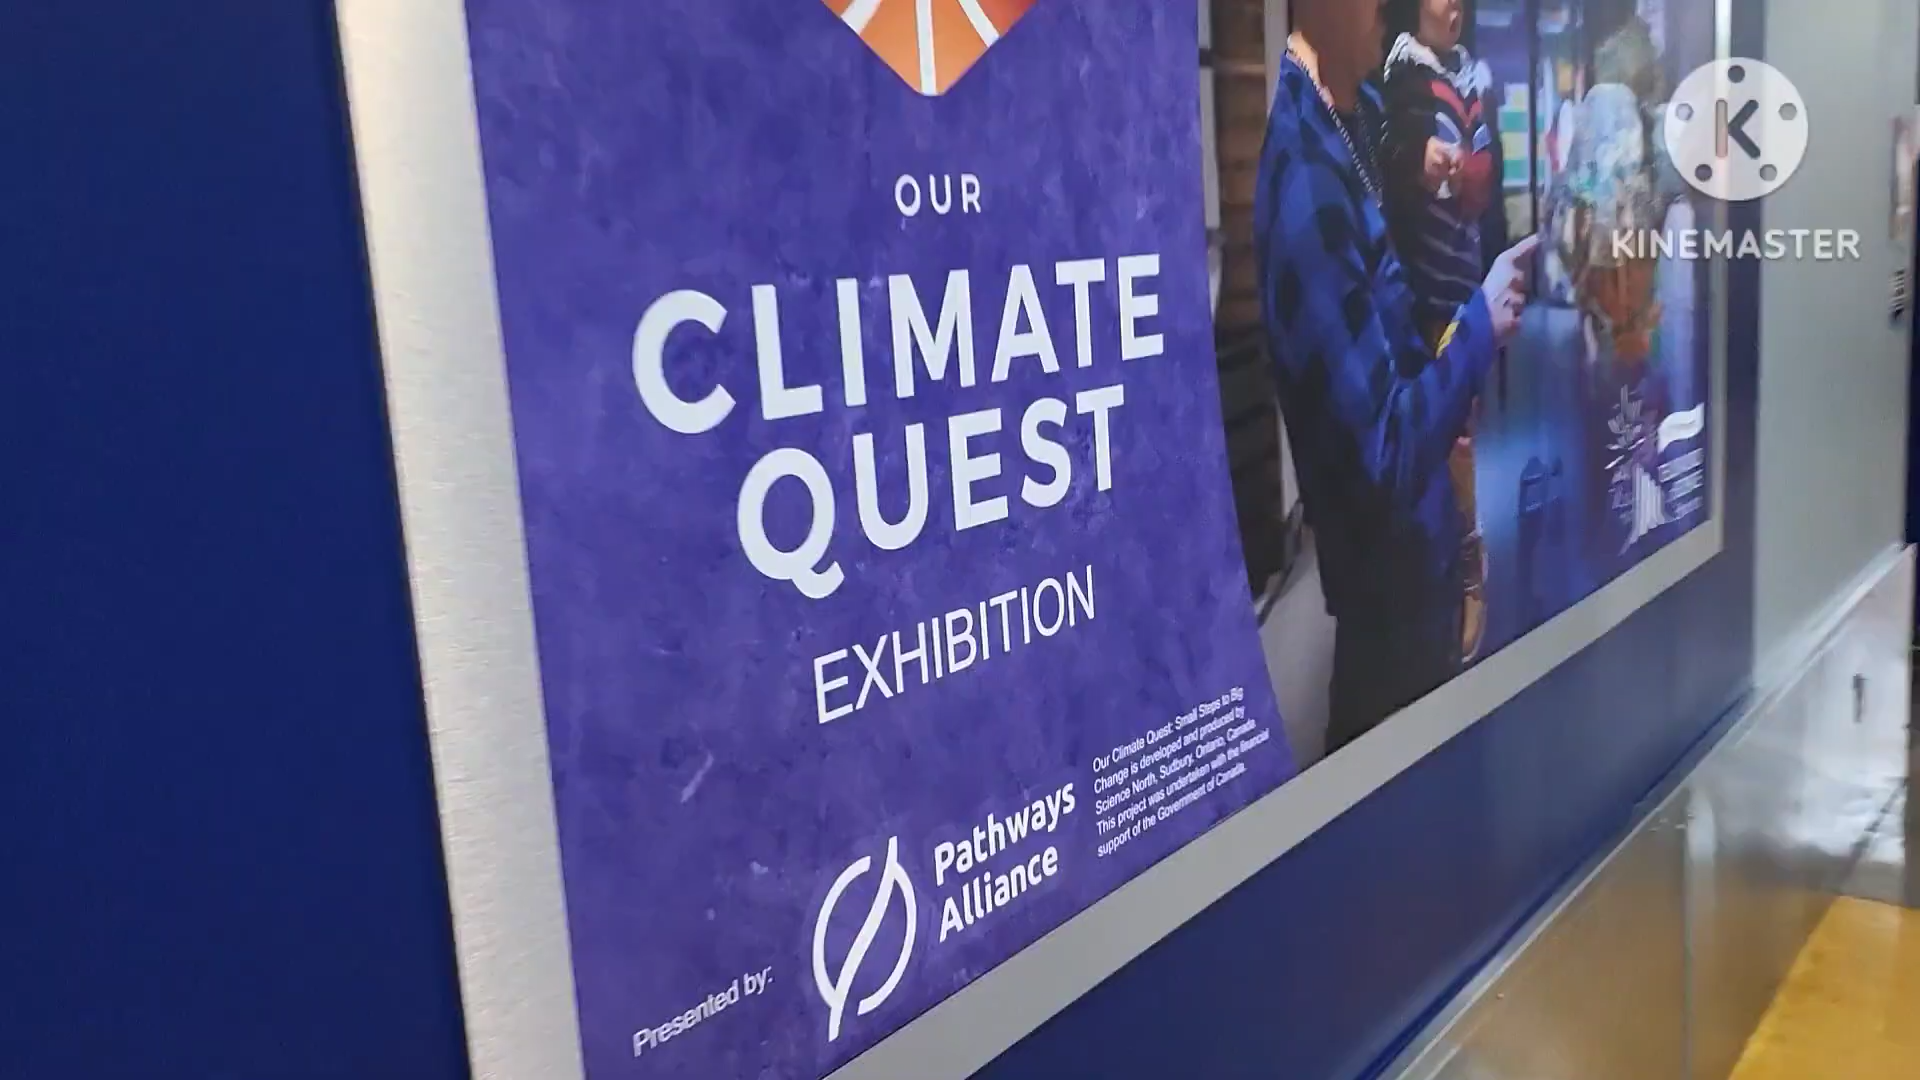 OUR
CLIMATE
QUEST
EXHIBITION
Presented by:
Pathways
Alliance
Our Climate Quest: Small Steps to Big
Change is developed and produced by
Science North, Sudbury, Ontario, Canada.
This project was undertaken with the financial
support of the Government of Canada.
K
KINEMASTER